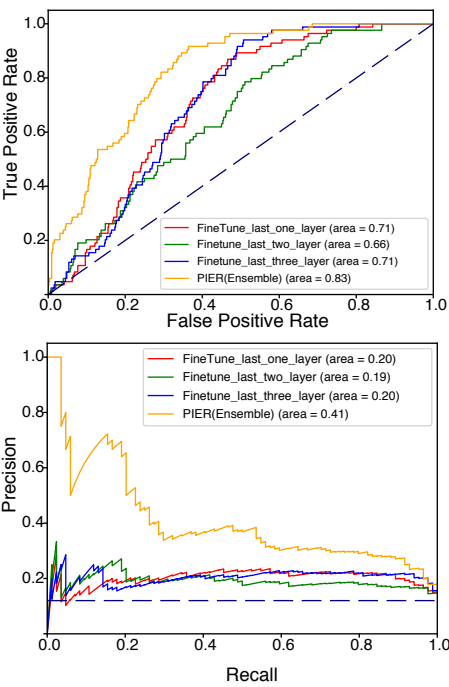 1.0
0.8
0.6
0.4
0.2
True Positive Rate
FineTune_last_one_layer (area = 0.71)
Finetune_last_two_layer (area = 0.66)
Finetune_last_three_layer (area = 0.71)
PIER(Ensemble) (area = 0.83)
0.0 0.2 0.4 0.6 0.8 1.0
False Positive Rate
1.0
0.8
0.6
0.4
0.2
Precision
FineTune_last_one_layer (area = 0.20)
Finetune_last_two_layer (area = 0.19)
Finetune_last_three_layer (area = 0.20)
PIER(Ensemble) (area = 0.41)
0.0 0.2 0.4 0.6 0.8 1.0
Recall